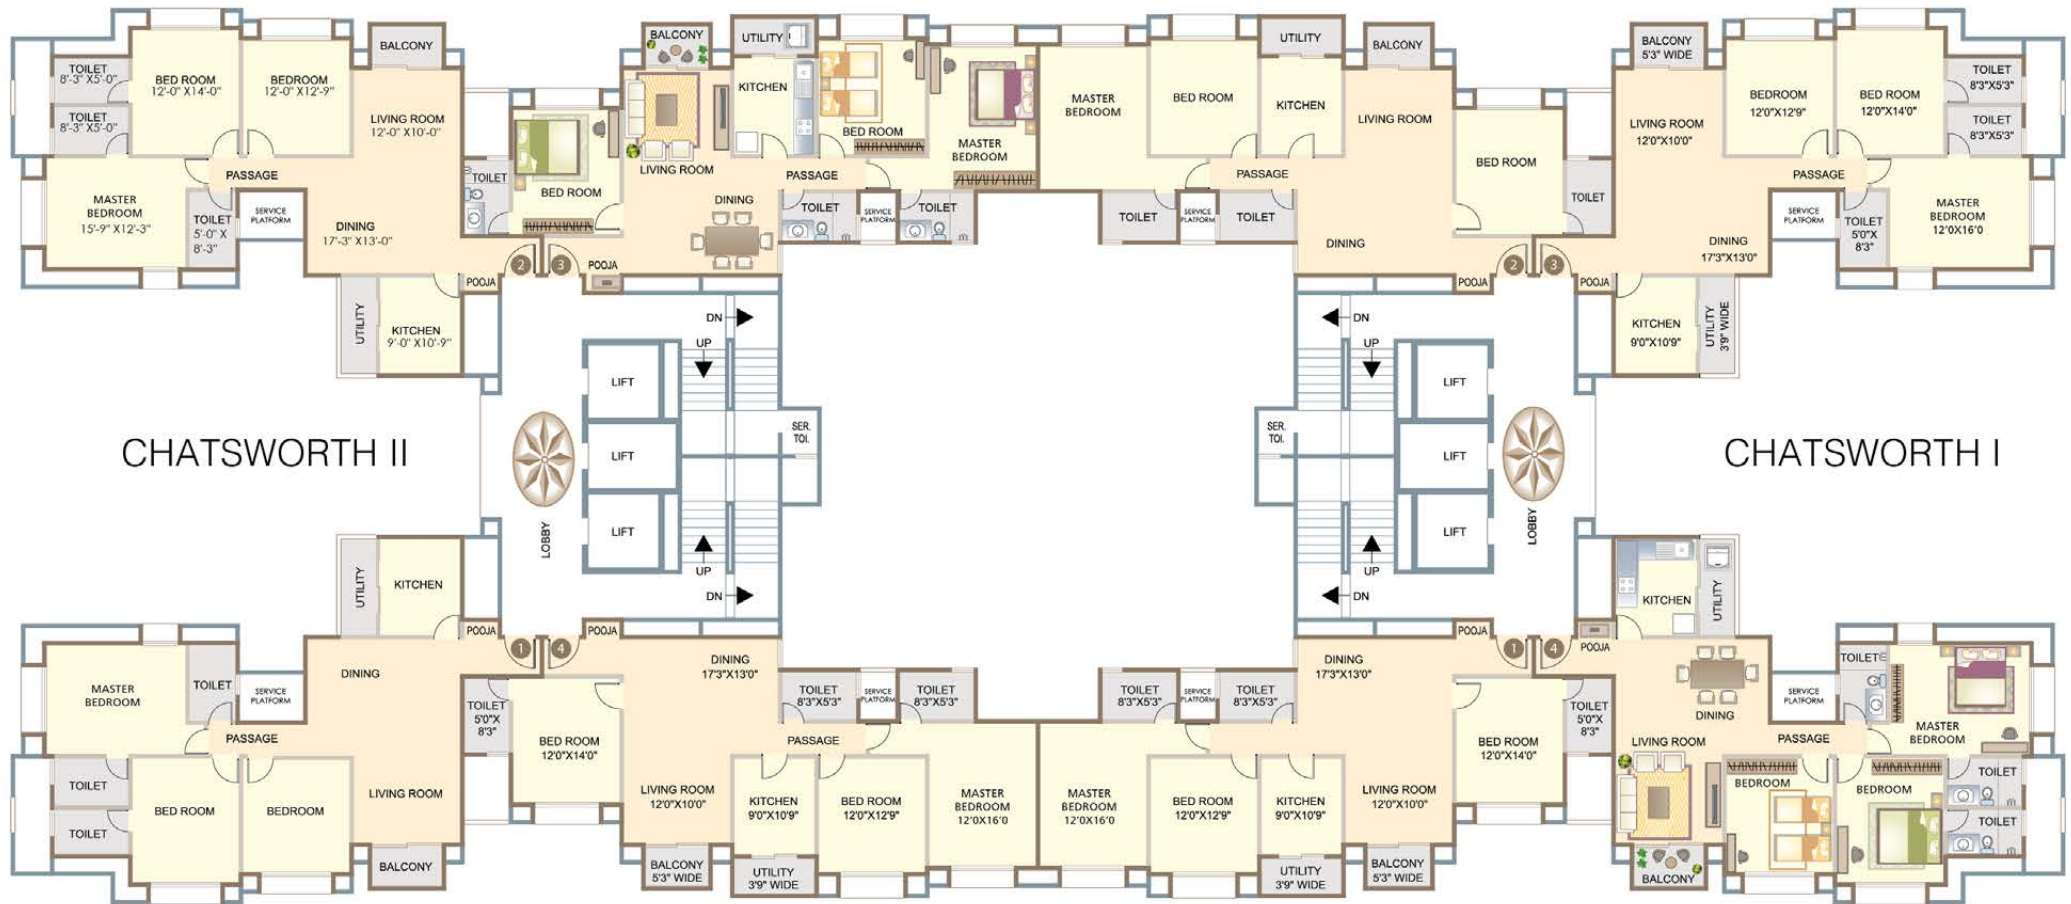 BALCONY
TOILET
8'-3" X5'-0"
BED ROOM
12'-0" X14'-0"
BEDROOM
12'-0" X12'-9"
TOILET
8'-3" X5'-0"
LIVING ROOM
12'-0" X10'-0"
PASSAGE
MASTER
BEDROOM
15'-9" X12'-3"
TOILET
5'-0" X
8'-3"
SERVICE
PLATFORM
DINING
17'-3" X13'-0"
POOJA
2
UTILITY
KITCHEN
9'-0" X10'-9"
BALCONY
UTILITY
KITCHEN
BED ROOM
MASTER
BEDROOM
LIVING ROOM
TOILET
BED ROOM
PASSAGE
DINING
TOILET
SERVICE
PLATFORM
TOILET
3
POOJA
MASTER
BEDROOM
BED ROOM
UTILITY
KITCHEN
BALCONY
LIVING ROOM
BED ROOM
PASSAGE
TOILET
SERVICE
PLATFORM
TOILET
TOILET
DINING
POOJA
2
BALCONY
5'3" WIDE
BEDROOM
12'0"X12'9"
BED ROOM
12'0"X14'0"
TOILET
8'3"X5'3"
TOILET
8'3"X5'3"
LIVING ROOM
12'0"X10'0"
PASSAGE
SERVICE
PLATFORM
TOILET
5'0"X
8'3"
MASTER
BEDROOM
12'0X16'0
DINING
17'3"X13'0"
3
POOJA
KITCHEN
9'0"X10'9"
UTILITY
3'9" WIDE
DN
UP
LIFT
LIFT
LIFT
SER.
TOI.
UP
DN
LOBBY
CHATSWORTH II
DN
UP
LIFT
LIFT
LIFT
SER.
TOI.
UP
DN
LOBBY
CHATSWORTH I
UTILITY
KITCHEN
POOJA
1
DINING
MASTER
BEDROOM
TOILET
SERVICE
PLATFORM
PASSAGE
TOILET
BED ROOM
BEDROOM
LIVING ROOM
TOILET
BALCONY
POOJA
4
DINING
17'3"X13'0"
TOILET
8'3"X5'3"
SERVICE
PLATFORM
TOILET
8'3"X5'3"
TOILET
5'0"X
8'3"
BED ROOM
12'0"X14'0"
PASSAGE
LIVING ROOM
12'0"X10'0"
KITCHEN
9'0"X10'9"
BED ROOM
12'0"X12'9"
MASTER
BEDROOM
12'0X16'0
BALCONY
5'3" WIDE
UTILITY
3'9" WIDE
POOJA
1
DINING
17'3"X13'0"
TOILET
8'3"X5'3"
SERVICE
PLATFORM
TOILET
8'3"X5'3"
TOILET
5'0"X
8'3"
PASSAGE
BED ROOM
12'0"X14'0"
MASTER
BEDROOM
12'0X16'0
BED ROOM
12'0"X12'9"
KITCHEN
9'0"X10'9"
LIVING ROOM
12'0"X10'0"
UTILITY
3'9" WIDE
BALCONY
5'3" WIDE
KITCHEN
UTILITY
4
POOJA
TOILET
SERVICE
PLATFORM
DINING
MASTER
BEDROOM
LIVING ROOM
PASSAGE
BEDROOM
BEDROOM
TOILET
TOILET
BALCONY